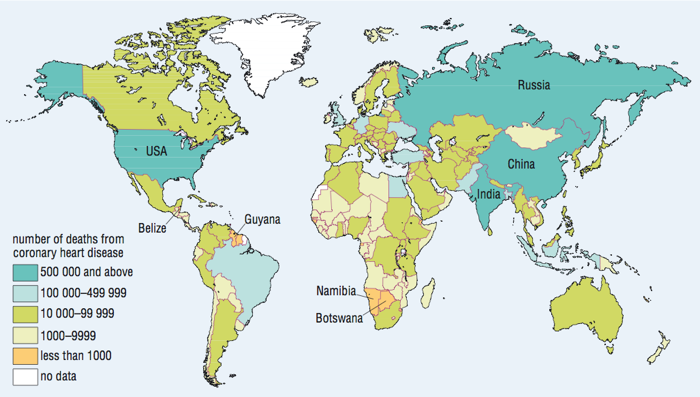 Russia
USA
China
India
Belize
Guyana
Namibia
Botswana
number of deaths from
coronary heart disease
500 000 and above
100 000–499 999
10 000–99 999
1000–9999
less than 1000
no data